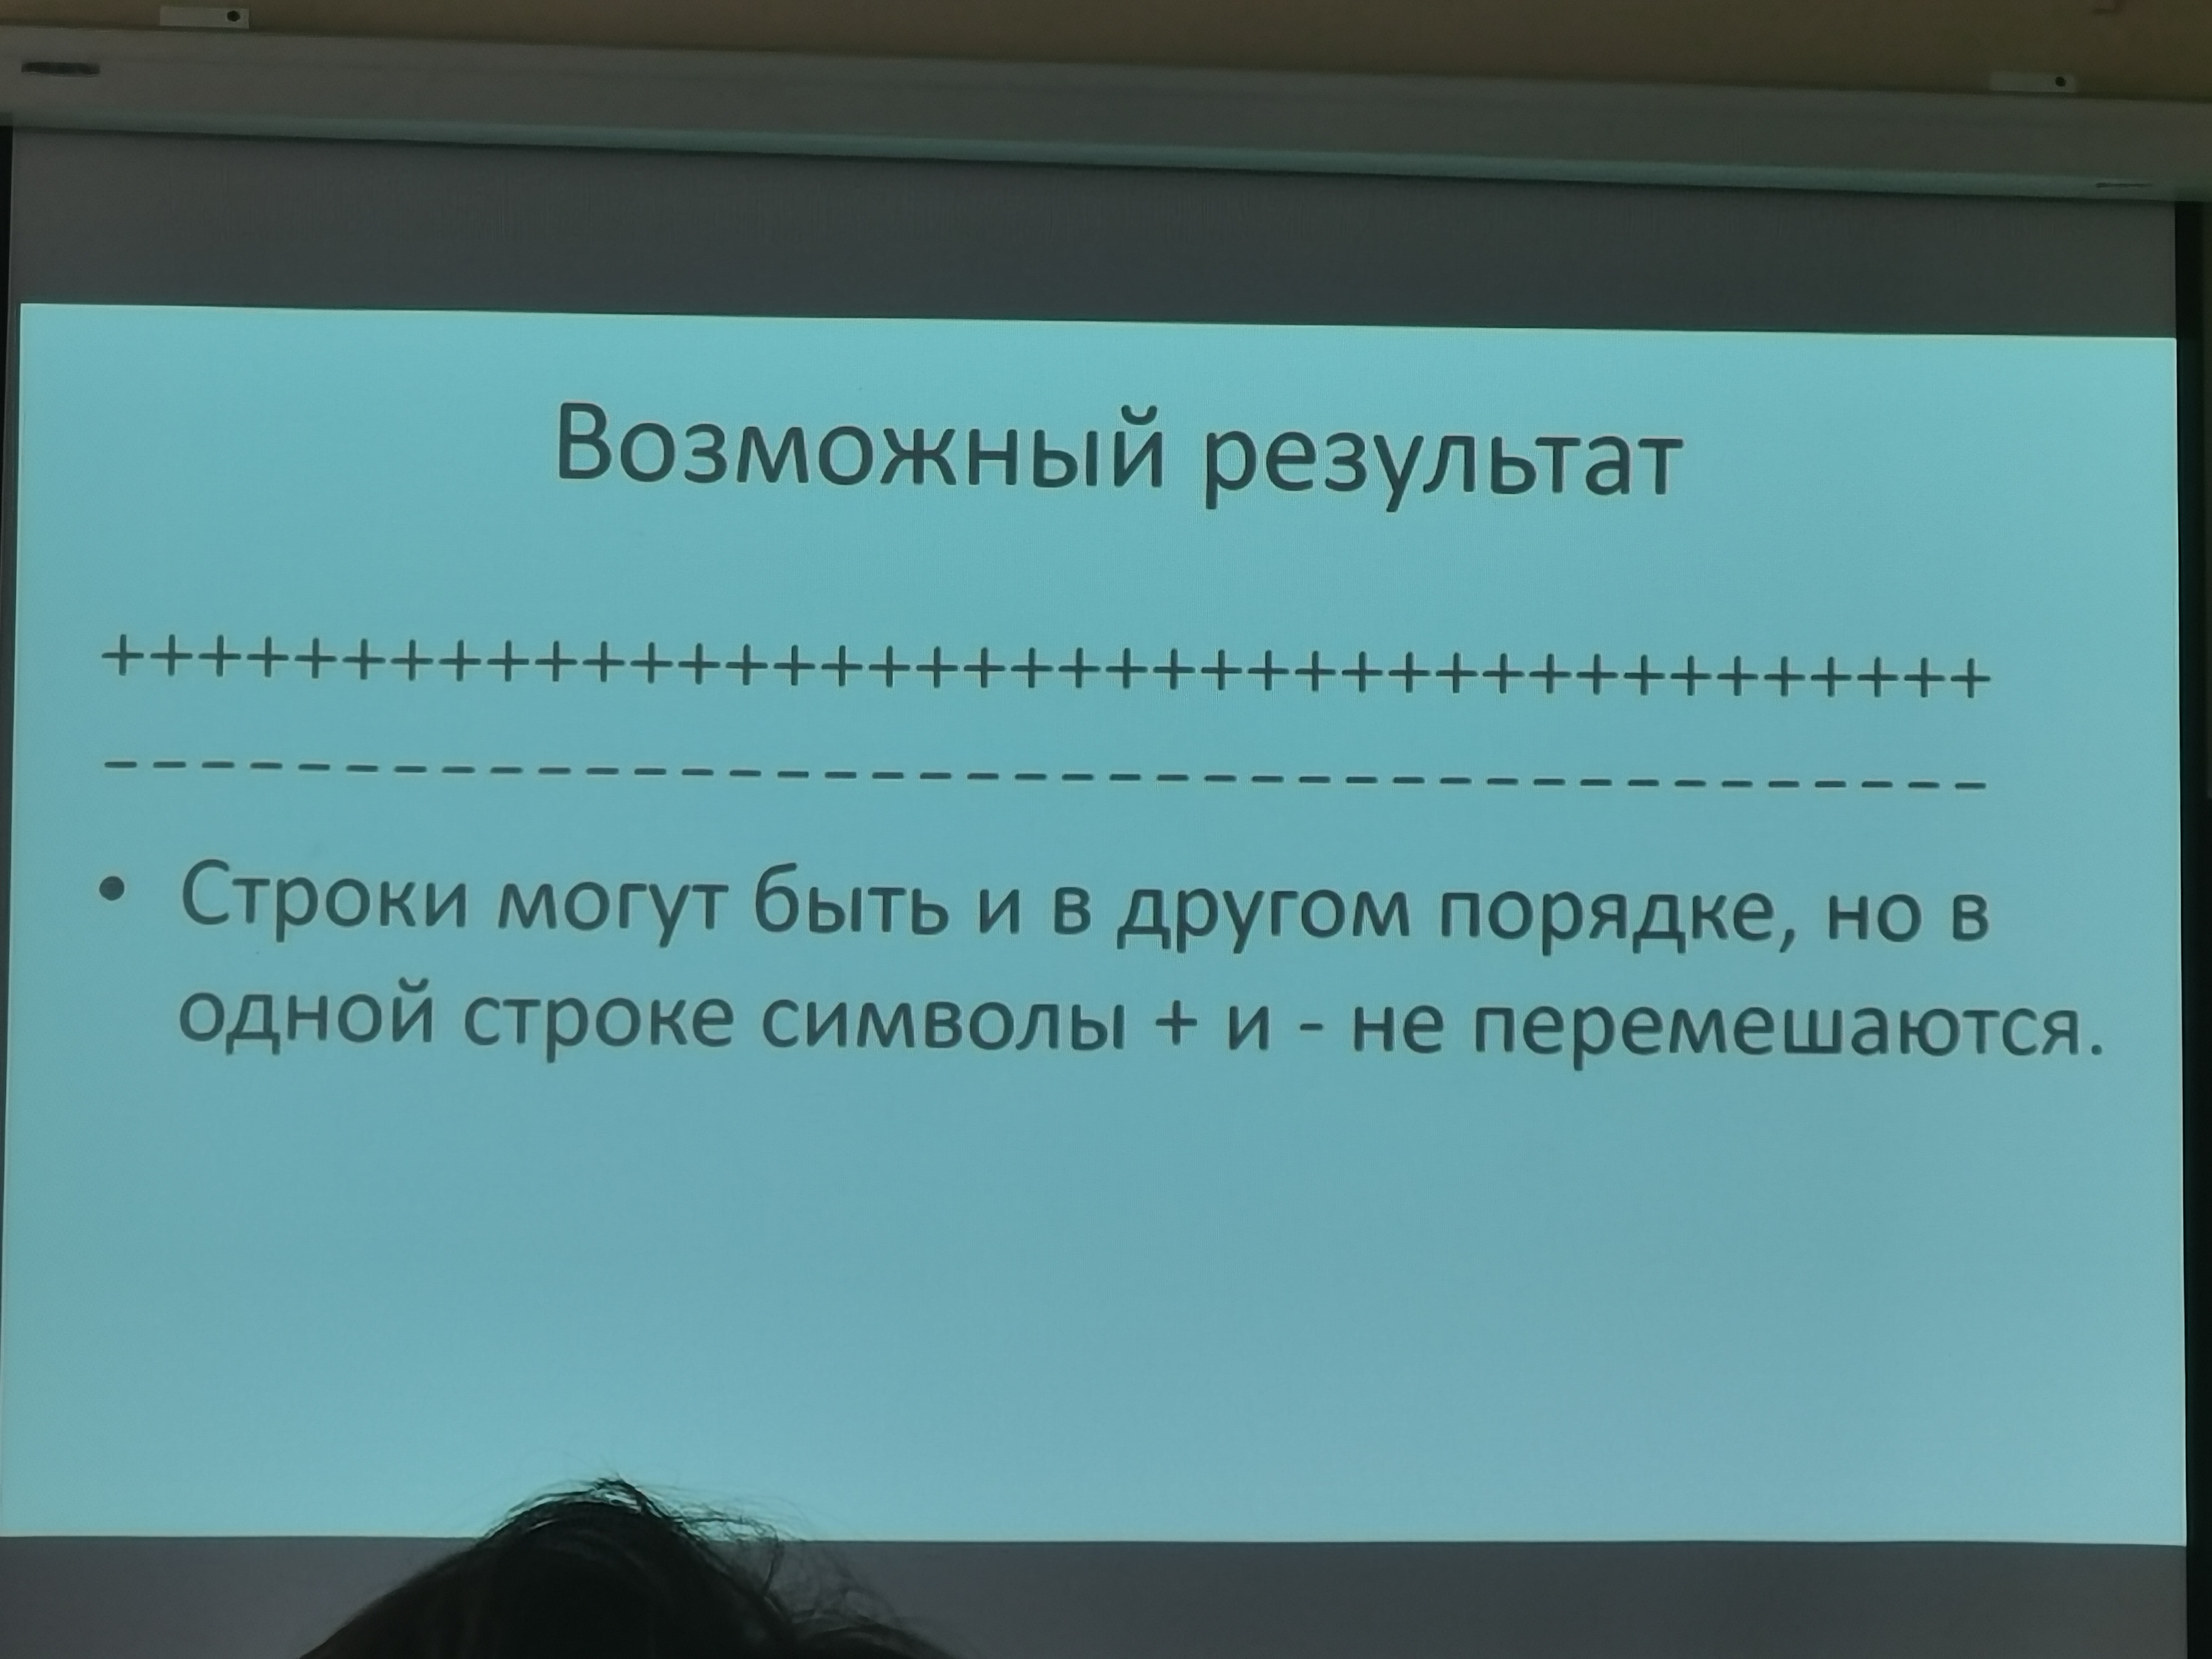 Возможный результат
++++++++++++++++++++++++++++++++++++++++
----------------------------------------
• Строки могут быть и в другом порядке, но в
одной строке символы + и - не перемешаются.